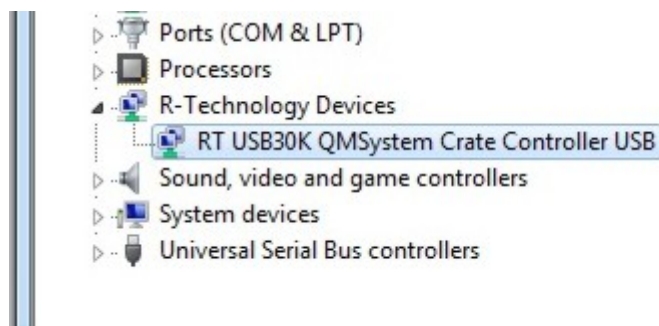 Ports (COM & LPT)
Processors
R-Technology Devices
RT USB30K QMSystem Crate Controller USB
Sound, video and game controllers
System devices
Universal Serial Bus controllers